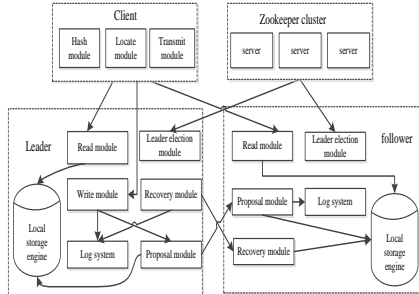 Client
Hash
module
Locate
module
Transmit
module
Zookeeper cluster
server
server
server
Leader
Read module
Leader election
module
Write module
Recovery module
Local
storage
engine
Log system
Proposal module
follower
Read module
Leader election
module
Proposal module
Log system
Recovery module
Local
storage
engine